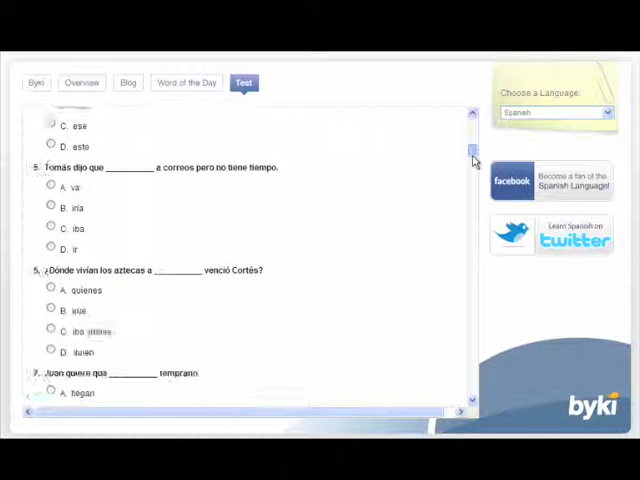 Byki
Overview
Blog
Word of the Day
Test
Choose a Language:
Spanish
C. ese
D. este
5. Tomás dijo que __________ a correos pero no tiene tiempo.
A. va
B. iría
C. iba
D. ir
¿Dónde vivían los aztecas a __________ venció Cortés?
A. quienes
B.
C. iba
D.
7. Juan quiere que __________ temprano
A.
facebook
Become a fan of the
Spanish Language!
Learn Spanish on
twitter
byki